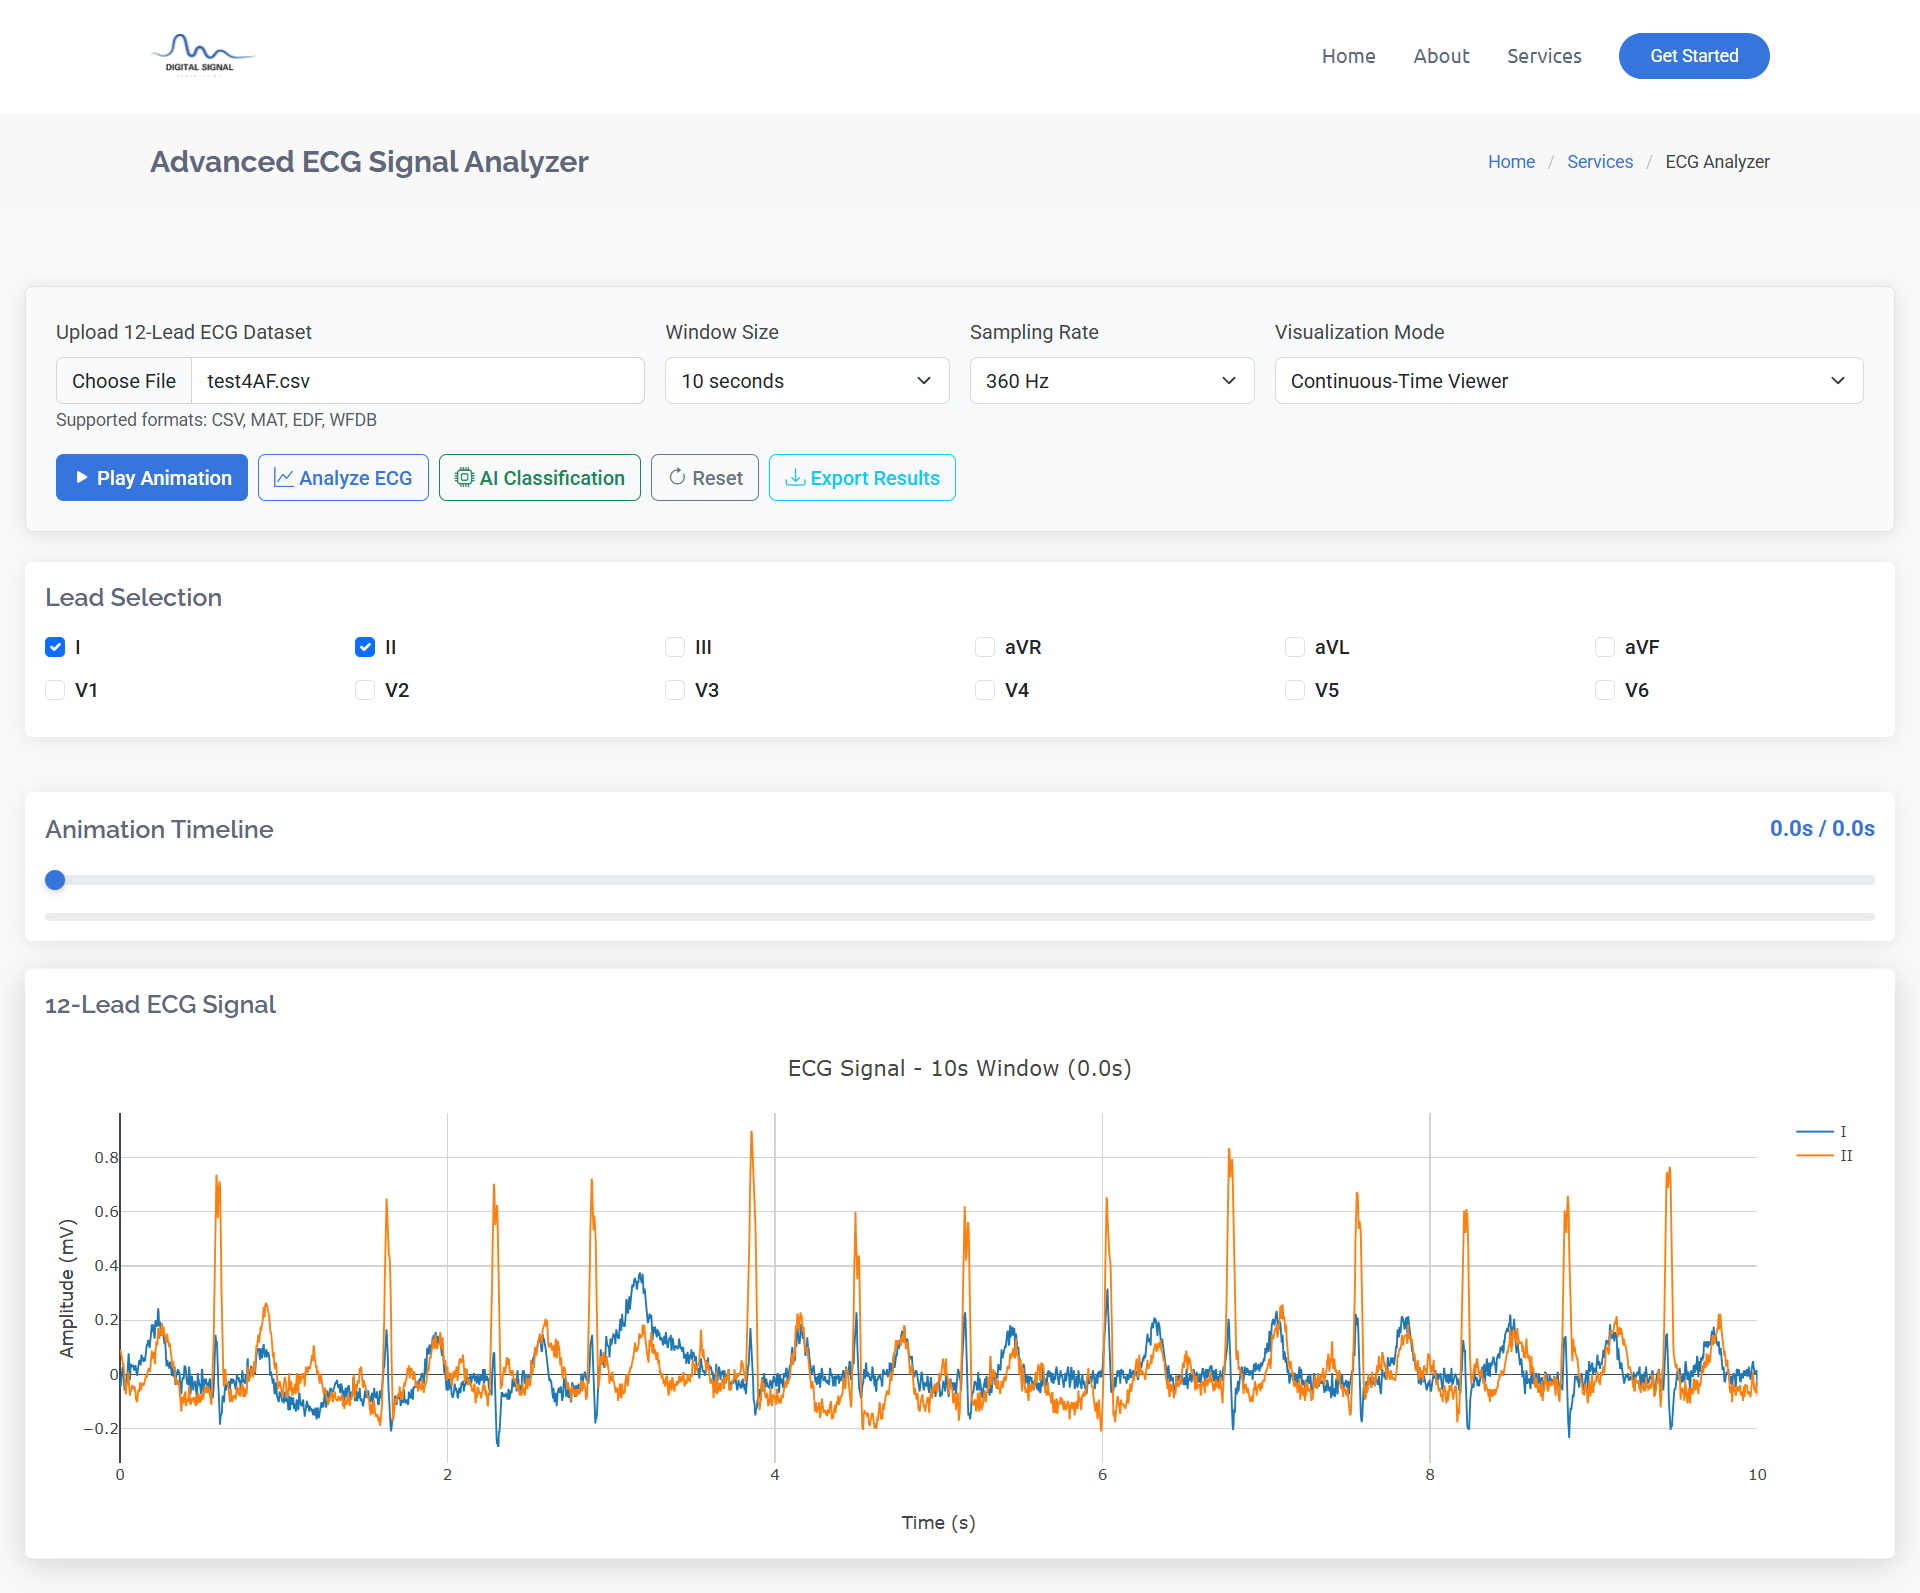 DIGITAL SIGNAL
Home About Services Get Started
Advanced ECG Signal Analyzer
Home / Services / ECG Analyzer
Upload 12-Lead ECG Dataset
Window Size
Sampling Rate
Visualization Mode
Choose File test4AF.csv
10 seconds
360 Hz
Continuous-Time Viewer
Supported formats: CSV, MAT, EDF, WFDB
Play Animation
Analyze ECG
AI Classification
Reset
Export Results
Lead Selection
I II III aVR aVL aVF
V1 V2 V3 V4 V5 V6
Animation Timeline
0.0s / 0.0s
12-Lead ECG Signal
ECG Signal - 10s Window (0.0s)
I
II
0.8
0.6
0.4
0.2
0
−0.2
Amplitude (mV)
0 2 4 6 8 10
Time (s)